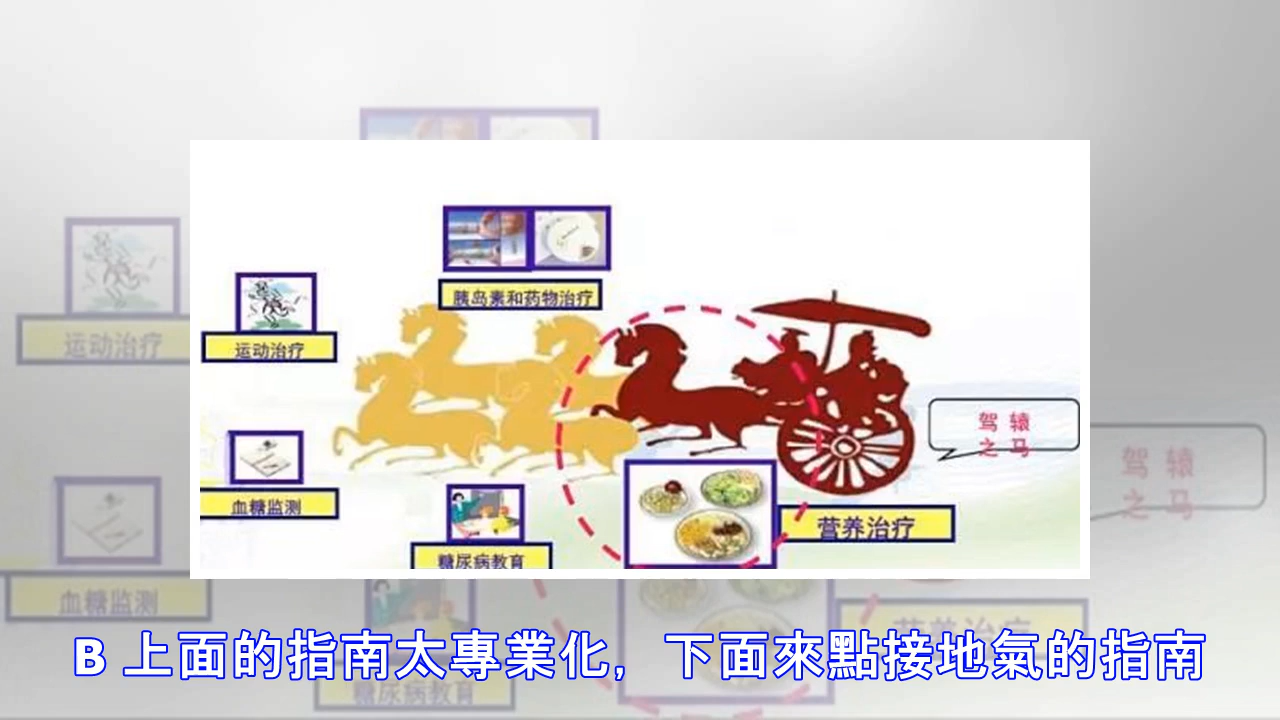 胰岛素和药物治疗
运动治疗
驾 辕
之 马
血糖监测
营养治疗
糖尿病教育
B 上面的指南太專業化，下面來點接地氣的指南